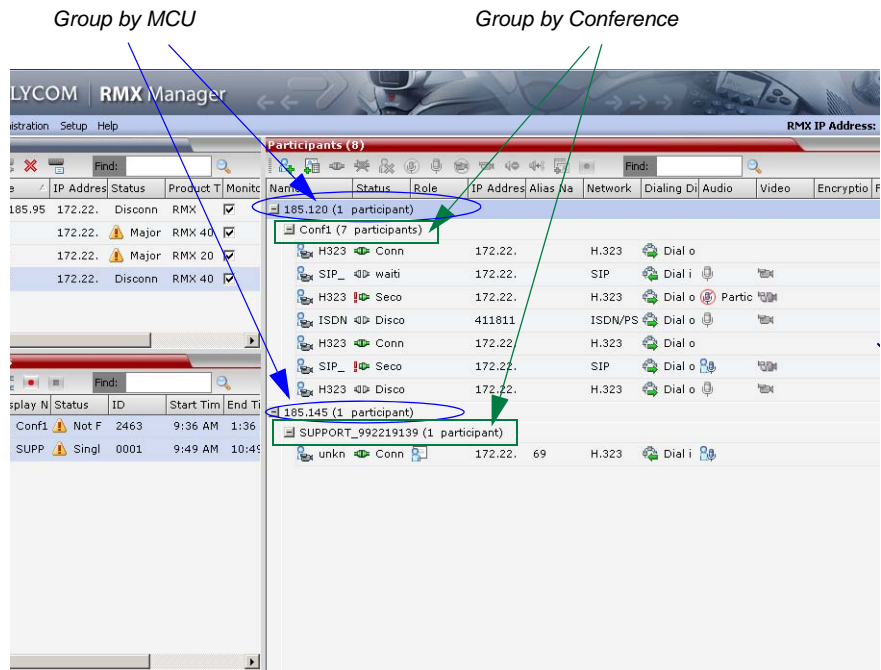 Group by MCU Group by Conference
LYCOM RMX Manager
istration Setup Help RMX IP Address:
Participants (8)
Find: Find:
IP Addres Status Product T Monito Name Status Role IP Addres Alias Na Network Dialing Di Audio Video Encryptio F
185.95 172.22. Disconn RMX 185.120 (1 participant)
172.22. Major RMX 40 Conf1 (7 participants)
172.22. Major RMX 20 H323 Conn 172.22. H.323 Dial o
172.22. Disconn RMX 40 SIP_ waiti 172.22. SIP Dial i
H323 Seco 172.22. H.323 Dial o Partic
ISDN Disco 411811 ISDN/PS Dial o
H323 Conn 172.22. H.323 Dial o
SIP_ Seco 172.22. SIP Dial o
Find: H323 Disco 172.22. H.323 Dial o
splay N Status ID Start Tim End Ti 185.145 (1 participant)
Conf1 Not F 2463 9:36 AM 1:36 SUPPORT_992219139 (1 participant)
SUPP Singl 0001 9:49 AM 10:49 unkn Conn 172.22. 69 H.323 Dial i